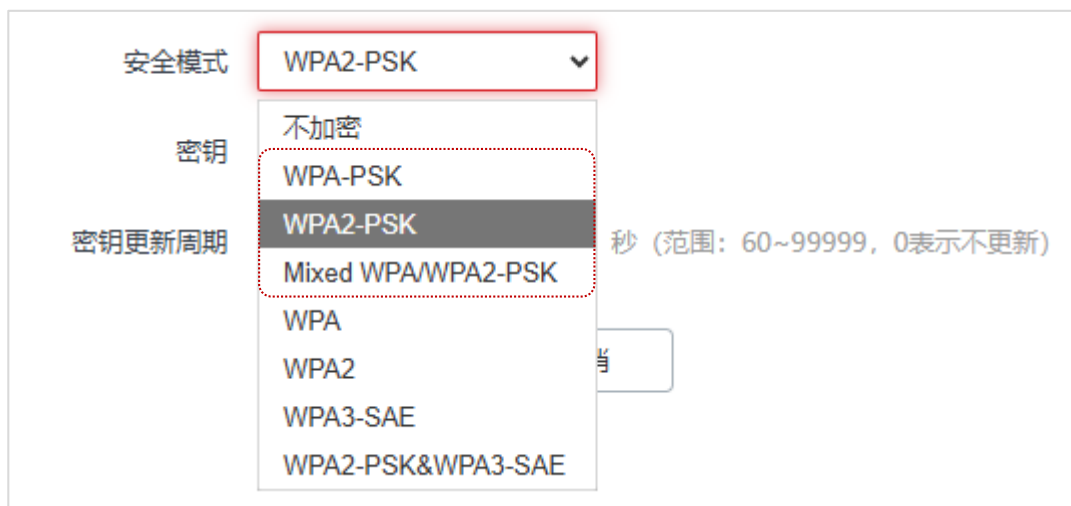 安全模式 WPA2-PSK
不加密
密钥
WPA-PSK
WPA2-PSK
密钥更新周期 秒 (范围：60~99999，0表示不更新)
Mixed WPA/WPA2-PSK
WPA
WPA2
WPA3-SAE
WPA2-PSK&WPA3-SAE